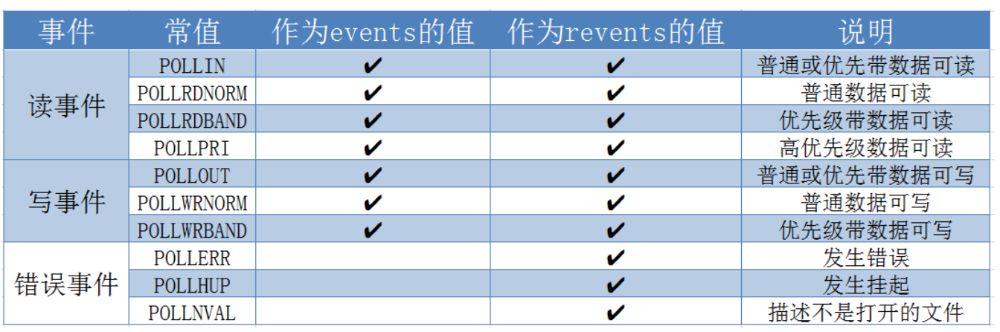 事件 常值 作为events的值 作为revents的值 说明
读事件 POLLIN ✔ ✔ 普通或优先带数据可读
POLLRDNORM ✔ ✔ 普通数据可读
POLLRDBAND ✔ ✔ 优先级带数据可读
POLLPRI ✔ ✔ 高优先级数据可读
写事件 POLLOUT ✔ ✔ 普通或优先带数据可写
POLLWRNORM ✔ ✔ 普通数据可写
POLLWRBAND ✔ ✔ 优先级带数据可写
错误事件 POLLERR ✔ 发生错误
POLLHUP ✔ 发生挂起
POLLNVAL ✔ 描述不是打开的文件